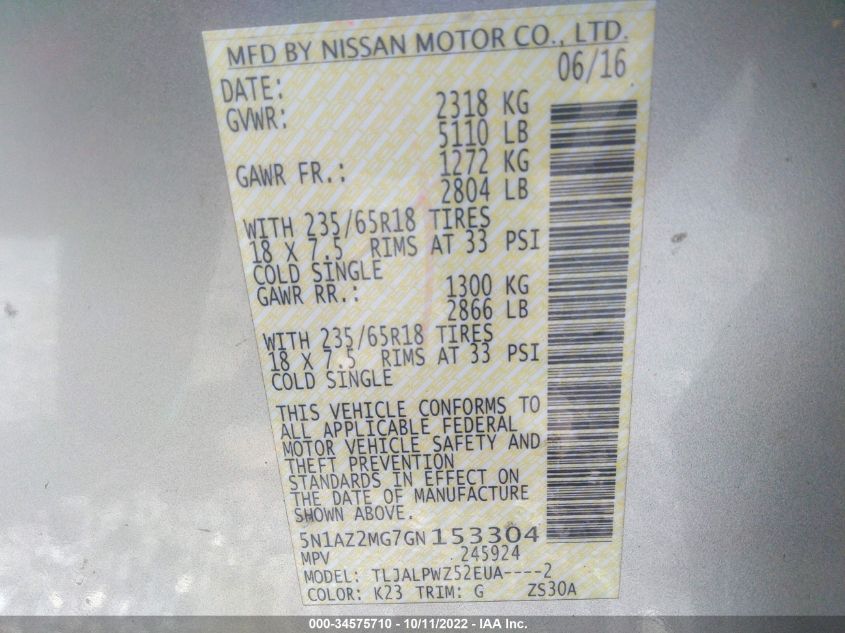 MFD BY NISSAN MOTOR CO., LTD.
DATE: 06/16
GVWR: 2318 KG
5110 LB
GAWR FR.: 1272 KG
2804 LB
WITH 235/65R18 TIRES
18 X 7.5 RIMS AT 33 PSI
COLD SINGLE
GAWR RR.: 1300 KG
2866 LB
WITH 235/65R18 TIRES
18 X 7.5 RIMS AT 33 PSI
COLD SINGLE
THIS VEHICLE CONFORMS TO
ALL APPLICABLE FEDERAL
MOTOR VEHICLE SAFETY AND
THEFT PREVENTION
STANDARDS IN EFFECT ON
THE DATE OF MANUFACTURE
SHOWN ABOVE.
5N1AZ2MG7GN153304
MPV 245924
MODEL: TLJALPWZ52EUA----2
COLOR: K23 TRIM: G ZS30A
000-34575710 - 10/11/2022 - IAA Inc.